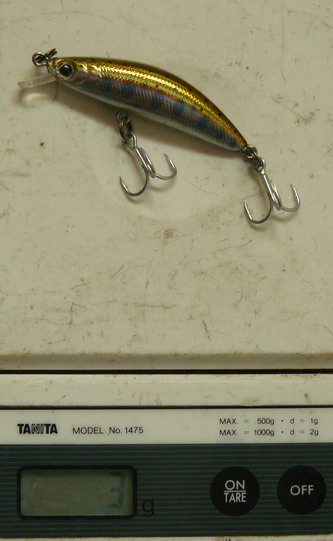 TANITA MODEL No. 1475
MAX. = 500g · d = 1g
MAX. = 1000g · d = 2g
3 g
ON
TARE
OFF